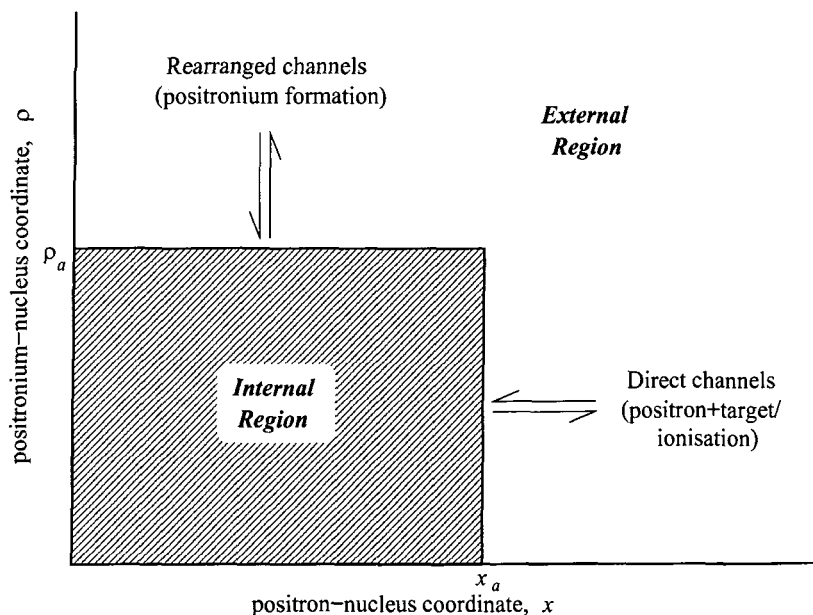 Rearranged channels
(positronium formation)
External
Region
positronium−nucleus coordinate, ρ
ρa
Internal
Region
Direct channels
(positron+target/
ionisation)
xa
positron−nucleus coordinate, x